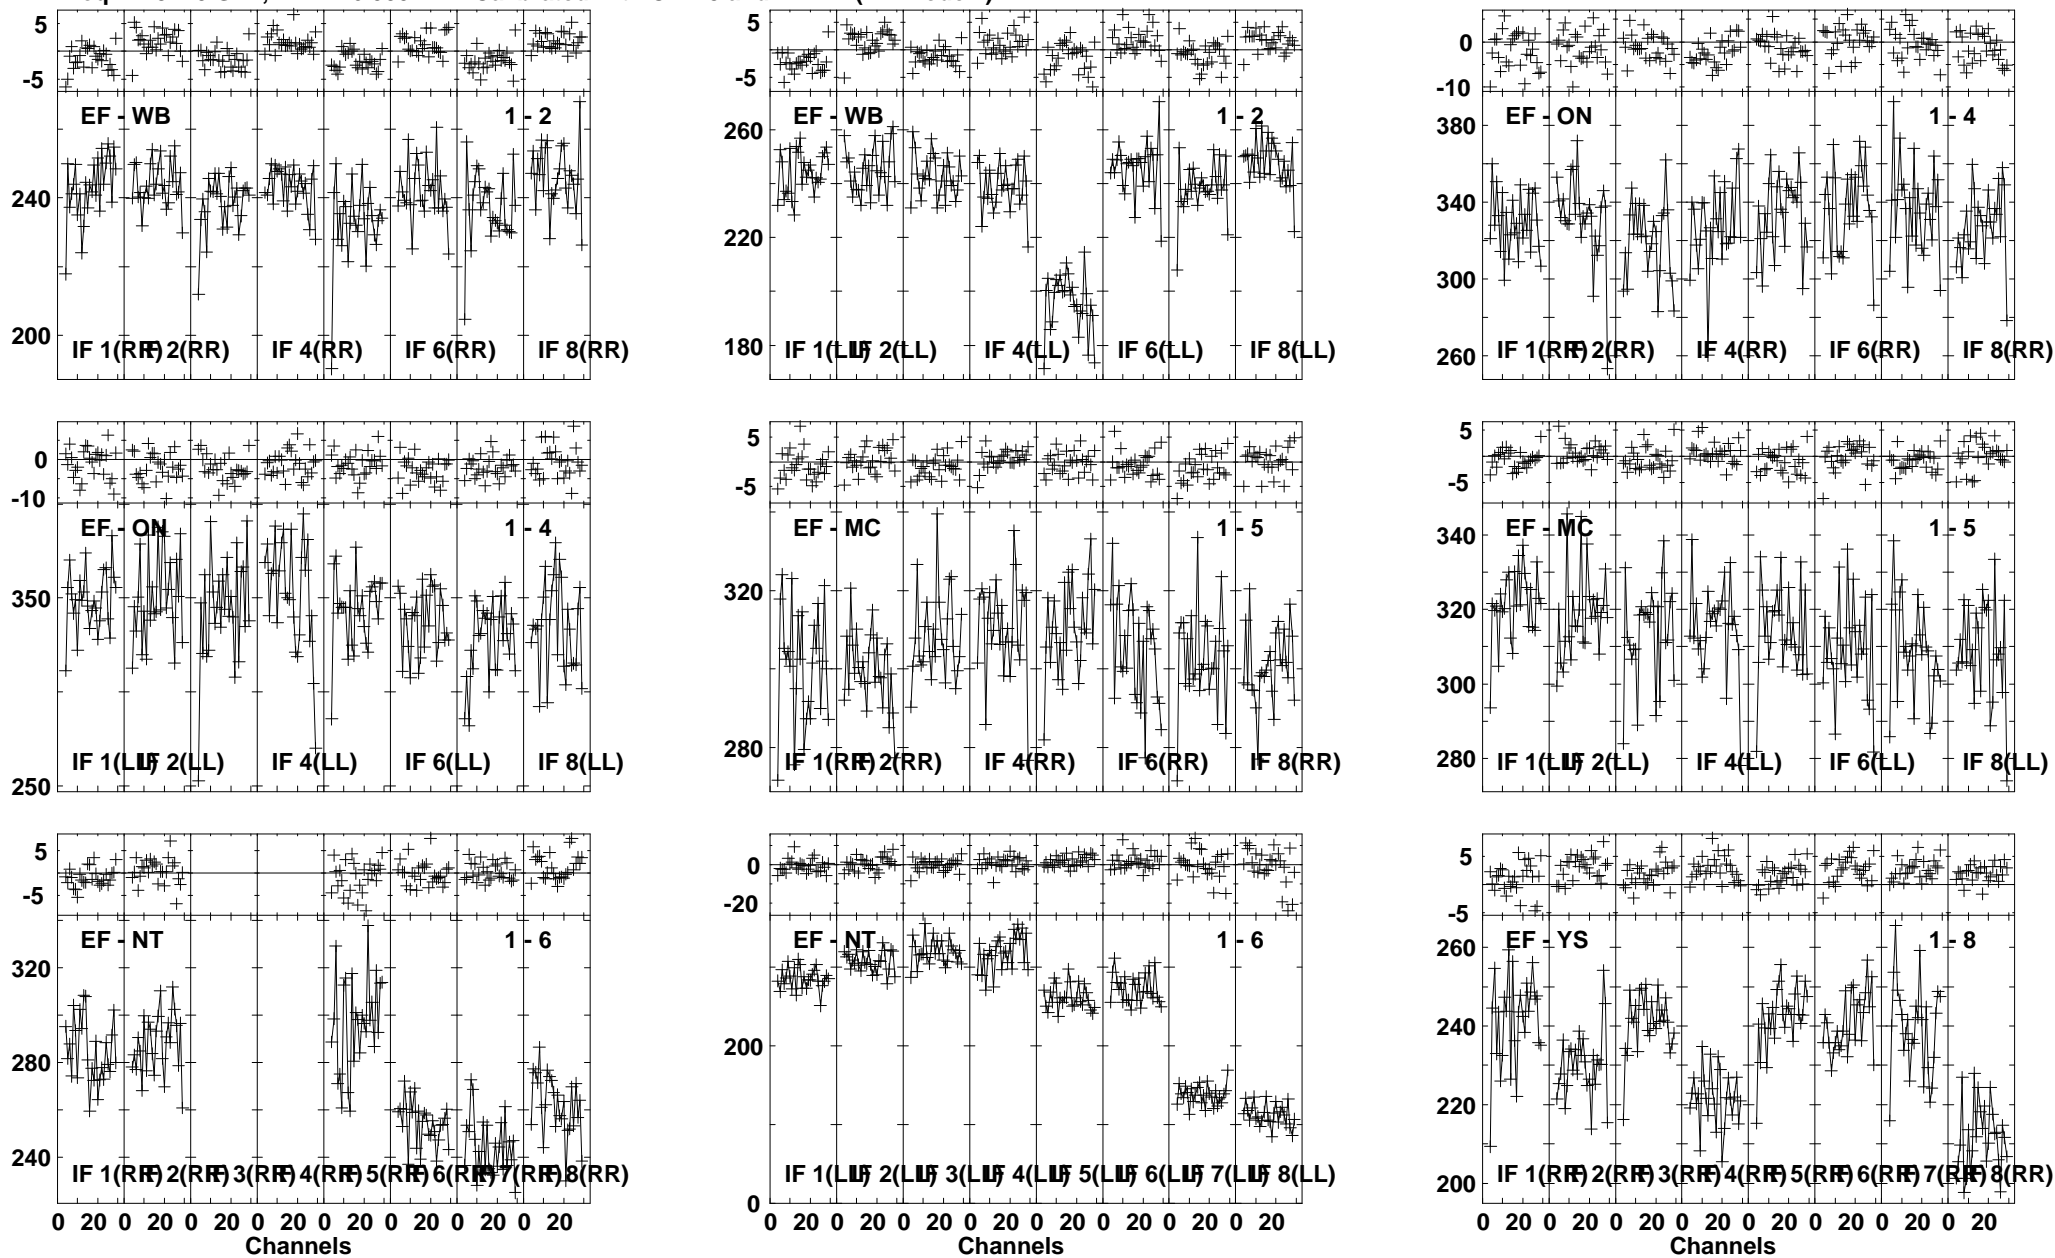 5
-5
EF - WB 1 - 2
240
200
IF 1(RR) IF 2(RR) IF 4(RR) IF 6(RR) IF 8(RR)
5
-5
EF - WB 1 - 2
260
220
180
IF 1(LL) IF 2(LL) IF 4(LL) IF 6(LL) IF 8(LL)
0
-10
EF - ON 1 - 4
380
340
300
260
IF 1(RR) IF 2(RR) IF 4(RR) IF 6(RR) IF 8(RR)
0
-10
EF - ON 1 - 4
350
250
IF 1(LL) IF 2(LL) IF 4(LL) IF 6(LL) IF 8(LL)
5
-5
EF - MC 1 - 5
320
280
IF 1(RR) IF 2(RR) IF 4(RR) IF 6(RR) IF 8(RR)
5
-5
EF - MC 1 - 5
340
320
300
280
IF 1(LL) IF 2(LL) IF 4(LL) IF 6(LL) IF 8(LL)
5
-5
EF - NT 1 - 6
320
280
240
IF 1(RR) IF 2(RR) IF 3(RR) IF 4(RR) IF 5(RR) IF 6(RR) IF 7(RR) IF 8(RR)
0 20 0 20 0 20 0 20 0 20 0 20 0 20 0 20
Channels
0
-20
EF - NT 1 - 6
200
0
IF 1(LL) IF 2(LL) IF 3(LL) IF 4(LL) IF 5(LL) IF 6(LL) IF 7(LL) IF 8(LL)
0 20 0 20 0 20 0 20 0 20 0 20 0 20 0 20
Channels
5
-5
EF - YS 1 - 8
260
240
220
200
IF 1(RR) IF 2(RR) IF 3(RR) IF 4(RR) IF 5(RR) IF 6(RR) IF 7(RR) IF 8(RR)
0 20 0 20 0 20 0 20 0 20 0 20 0 20 0 20
Channels